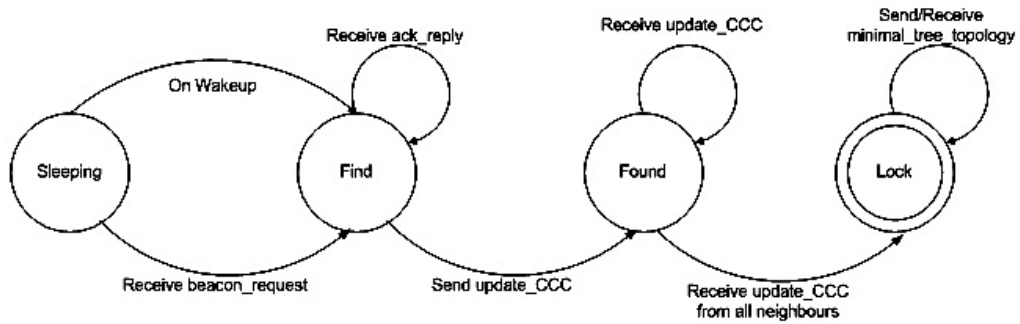 Send/Receive
minimal_tree_topology
Receive ack_reply
Receive update_CCC
On Wakeup
Sleeping
Find
Found
Lock
Receive beacon_request
Send update_CCC
Receive update_CCC
from all neighbours